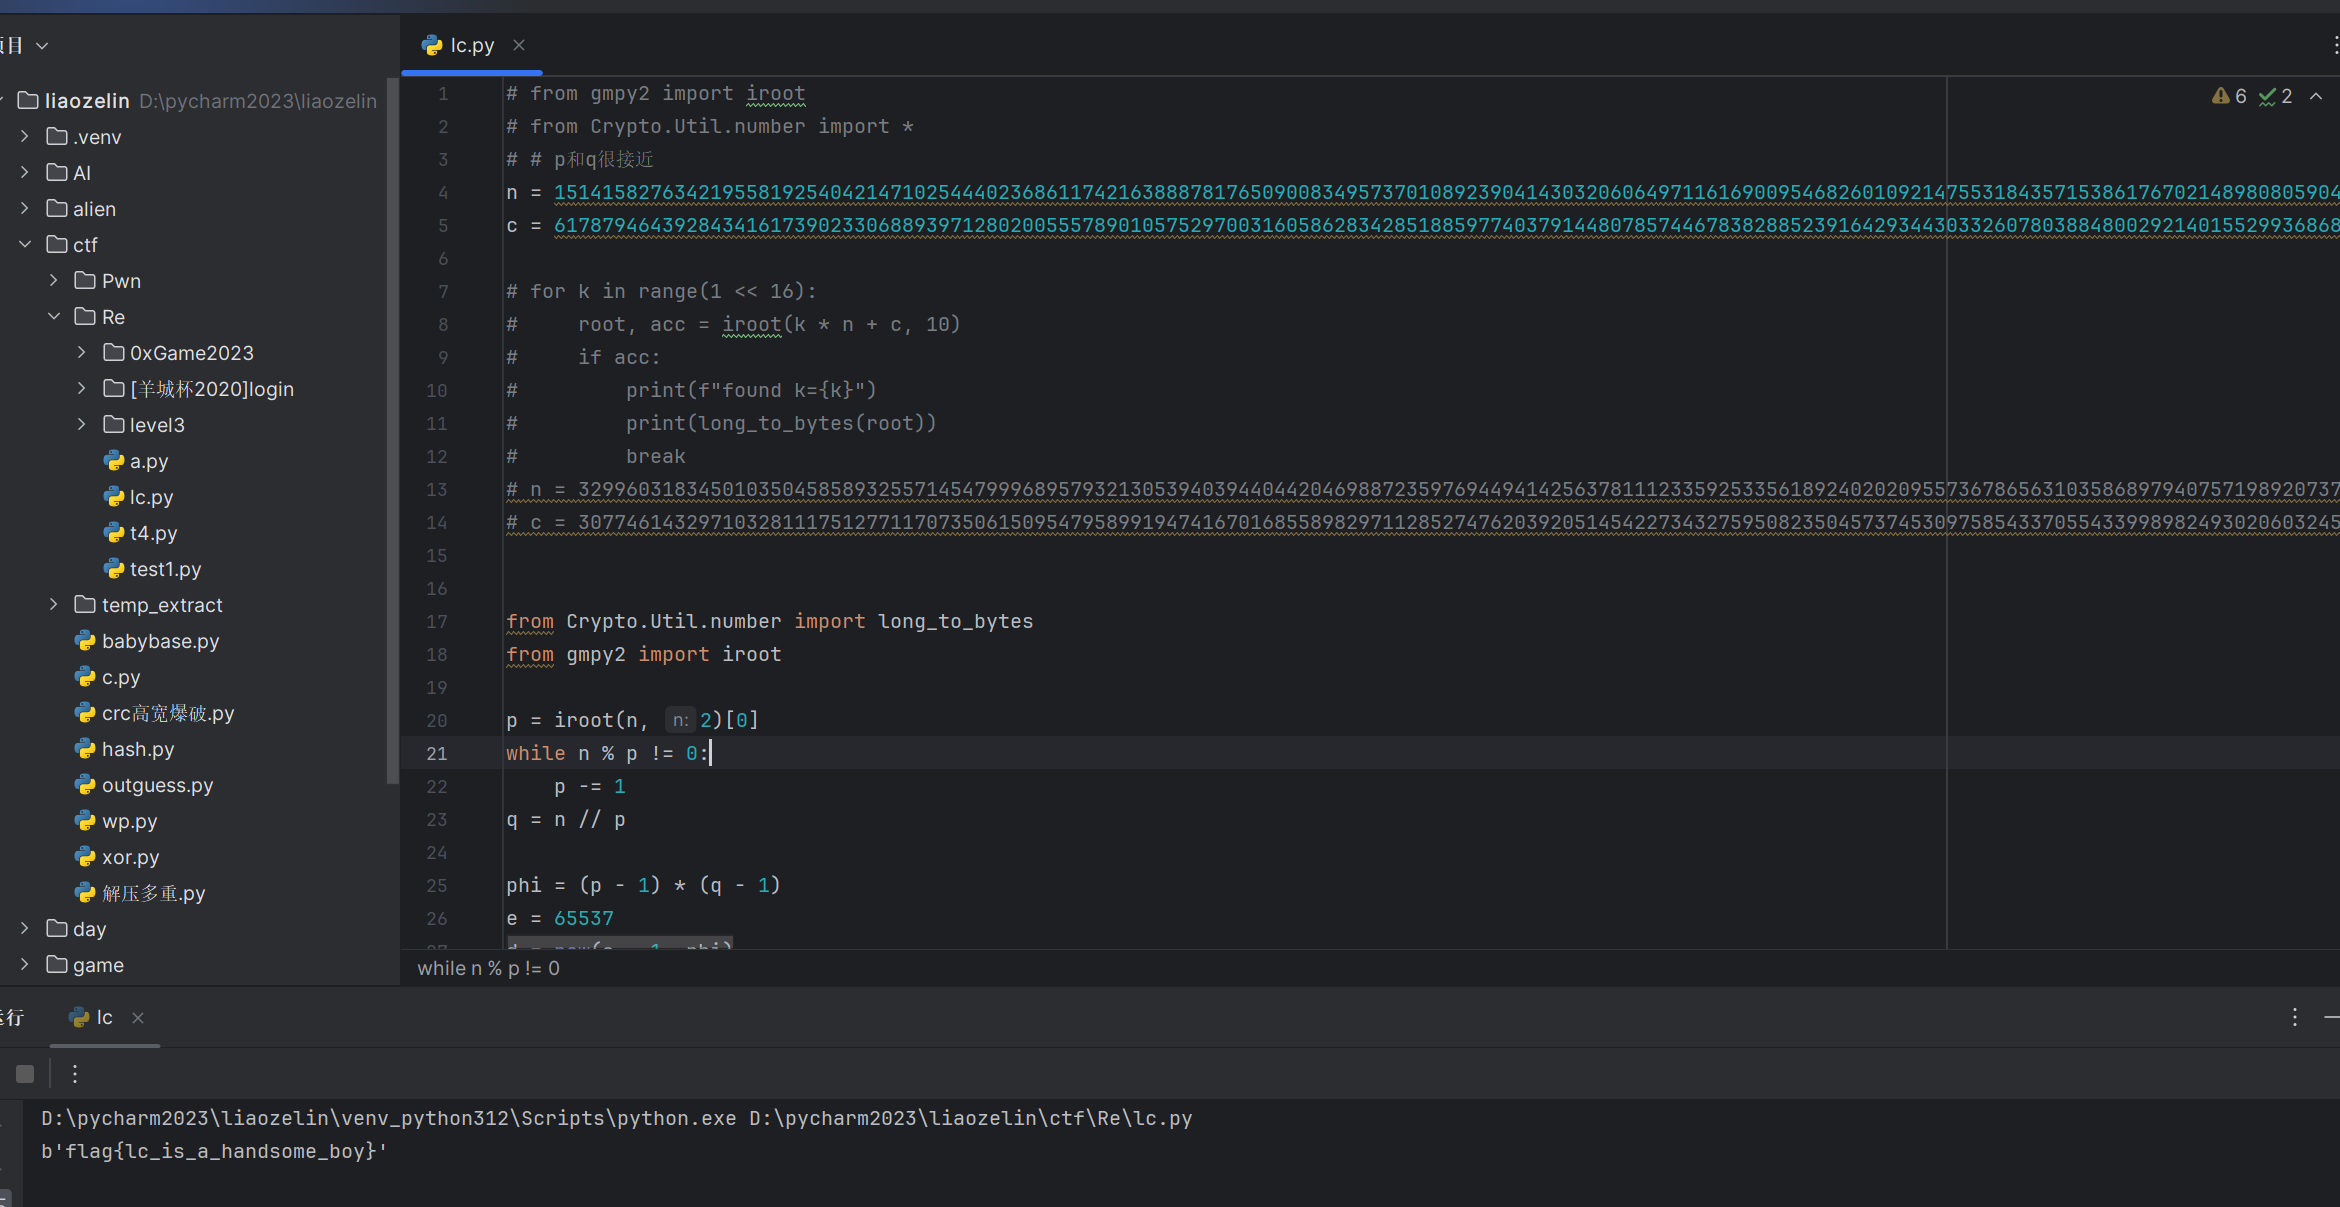 项目
lc.py
liaozelin D:\pycharm2023\liaozelin
.venv
AI
alien
ctf
Pwn
Re
0xGame2023
[羊城杯2020]login
level3
a.py
lc.py
t4.py
test1.py
temp_extract
babybase.py
c.py
crc高宽爆破.py
hash.py
outguess.py
wp.py
xor.py
解压多重.py
day
game
6 2
1 # from gmpy2 import iroot
2 # from Crypto.Util.number import *
3 # # p和q很接近
4 n = 1514158276342195581925404214710254440236861174216388878176509008349573701089239041430320606497116169009546826010921475531843571538617670214898080590​4
5 c = 6178794643928434161739023306889397128020055578901057529700316058628342851885977403791448078574467838288523916429344303326078038848002921401552993686​8
6
7 # for k in range(1 << 16):
8 #     root, acc = iroot(k * n + c, 10)
9 #     if acc:
10 #         print(f"found k={k}")
11 #         print(long_to_bytes(root))
12 #         break
13 # n = 32996031834501035045858932557145479996895793213053940394404420469887235976944941425637811123359253356189240202095573678656310358689794075719892073​7
14 # c = 30774614329710328111751277117073506150954795899194741670168558982971128527476203920514542273432759508235045737453097585433705543399898249302060324​5
15
16
17 from Crypto.Util.number import long_to_bytes
18 from gmpy2 import iroot
19
20 p = iroot(n, n: 2)[0]
21 while n % p != 0:
22     p -= 1
23 q = n // p
24
25 phi = (p - 1) * (q - 1)
26 e = 65537
while n % p != 0
运行
lc
D:\pycharm2023\liaozelin\venv_python312\Scripts\python.exe D:\pycharm2023\liaozelin\ctf\Re\lc.py
b'flag{lc_is_a_handsome_boy}'